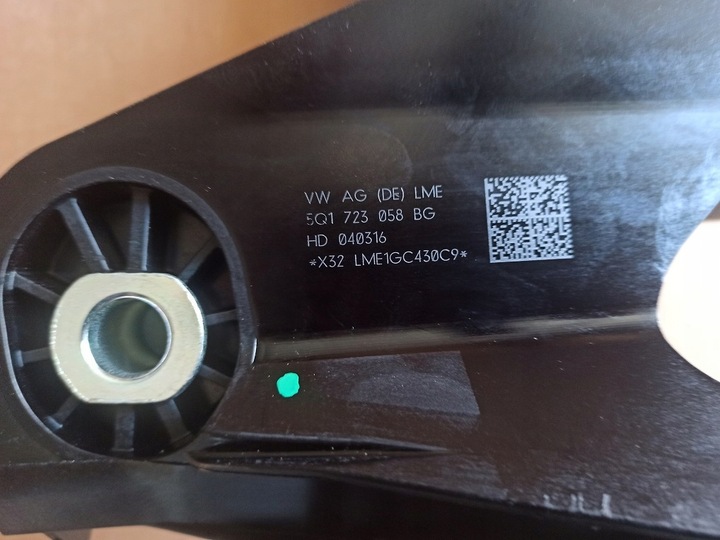 VW AG (DE) LME
5Q1 723 058 BG
HD 040316
*X32 LME1GC430C9*